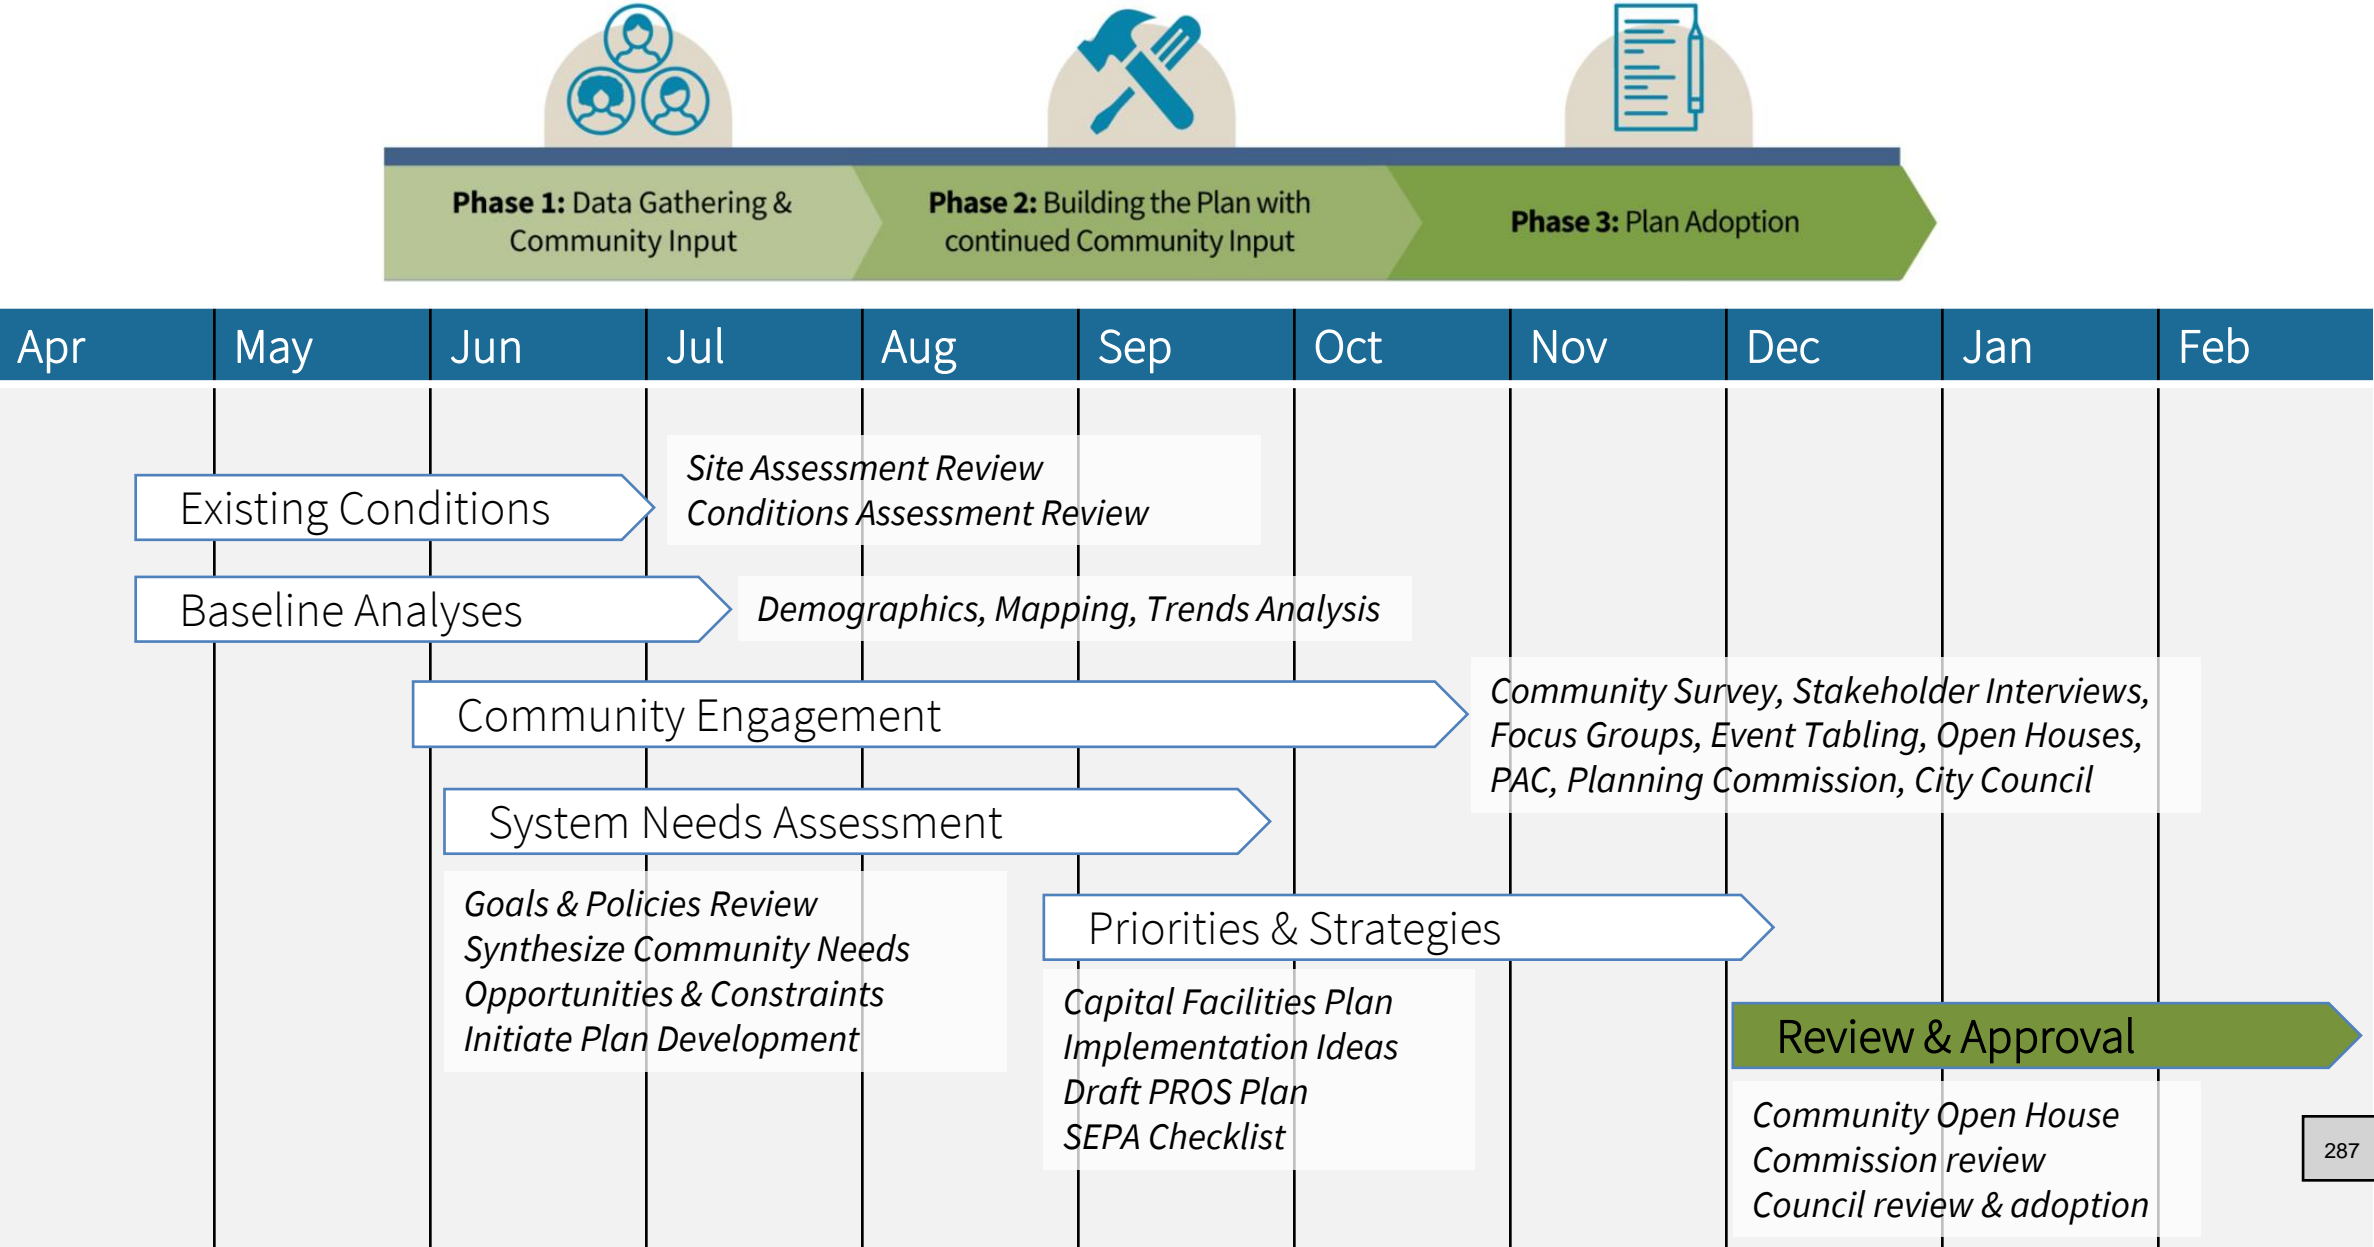 Phase 1: Data Gathering &
Community Input
Phase 2: Building the Plan with
continued Community Input
Phase 3: Plan Adoption
Apr May Jun Jul Aug Sep Oct Nov Dec Jan Feb
Existing Conditions
Site Assessment Review
Conditions Assessment Review
Baseline Analyses
Demographics, Mapping, Trends Analysis
Community Engagement
Community Survey, Stakeholder Interviews,
Focus Groups, Event Tabling, Open Houses,
PAC, Planning Commission, City Council
System Needs Assessment
Goals & Policies Review
Synthesize Community Needs
Opportunities & Constraints
Initiate Plan Development
Priorities & Strategies
Capital Facilities Plan
Implementation Ideas
Draft PROS Plan
SEPA Checklist
Review & Approval
Community Open House
Commission review
Council review & adoption
287